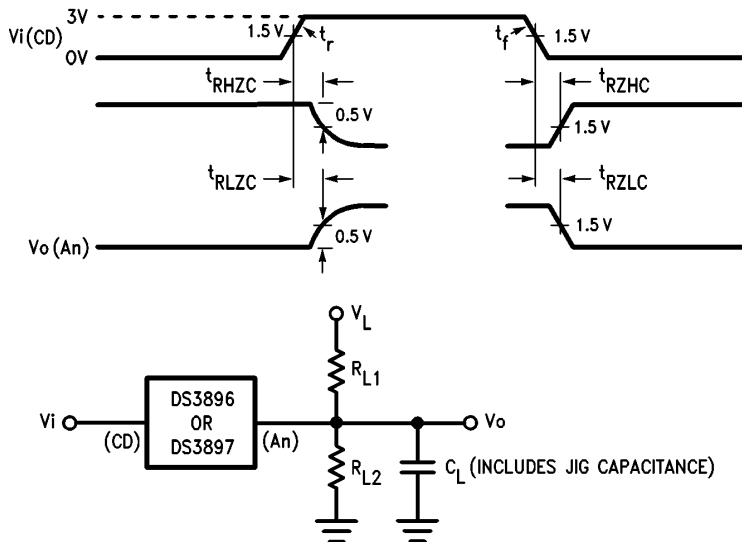 3V
Vi(CD)
1.5 V
tr
tf
1.5 V
0V
tRHZC
tRZHC
0.5 V
1.5 V
tRLZC
tRZLC
0.5 V
1.5 V
Vo(An)
VL
RL1
DS3896
OR
DS3897
Vi
(CD)
(An)
Vo
RL2
CL (INCLUDES JIG CAPACITANCE)